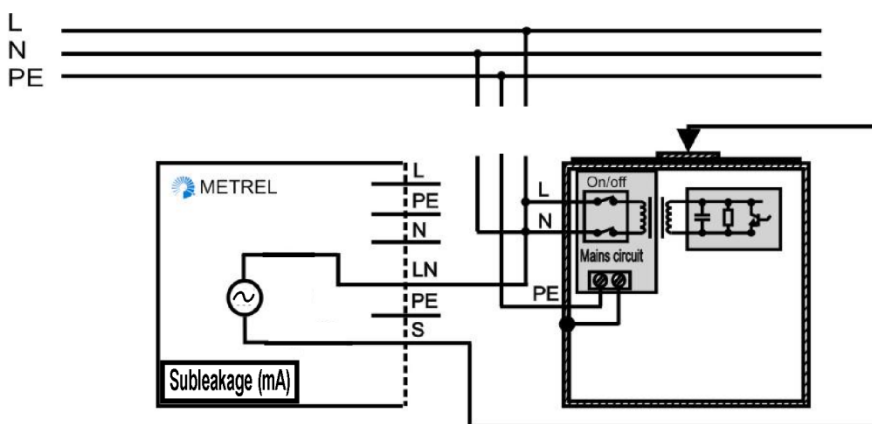 L
N
PE
METREL
L
PE
N
LN
PE
S
Subleakage (mA)
L
N
PE
On/off
Mains circuit